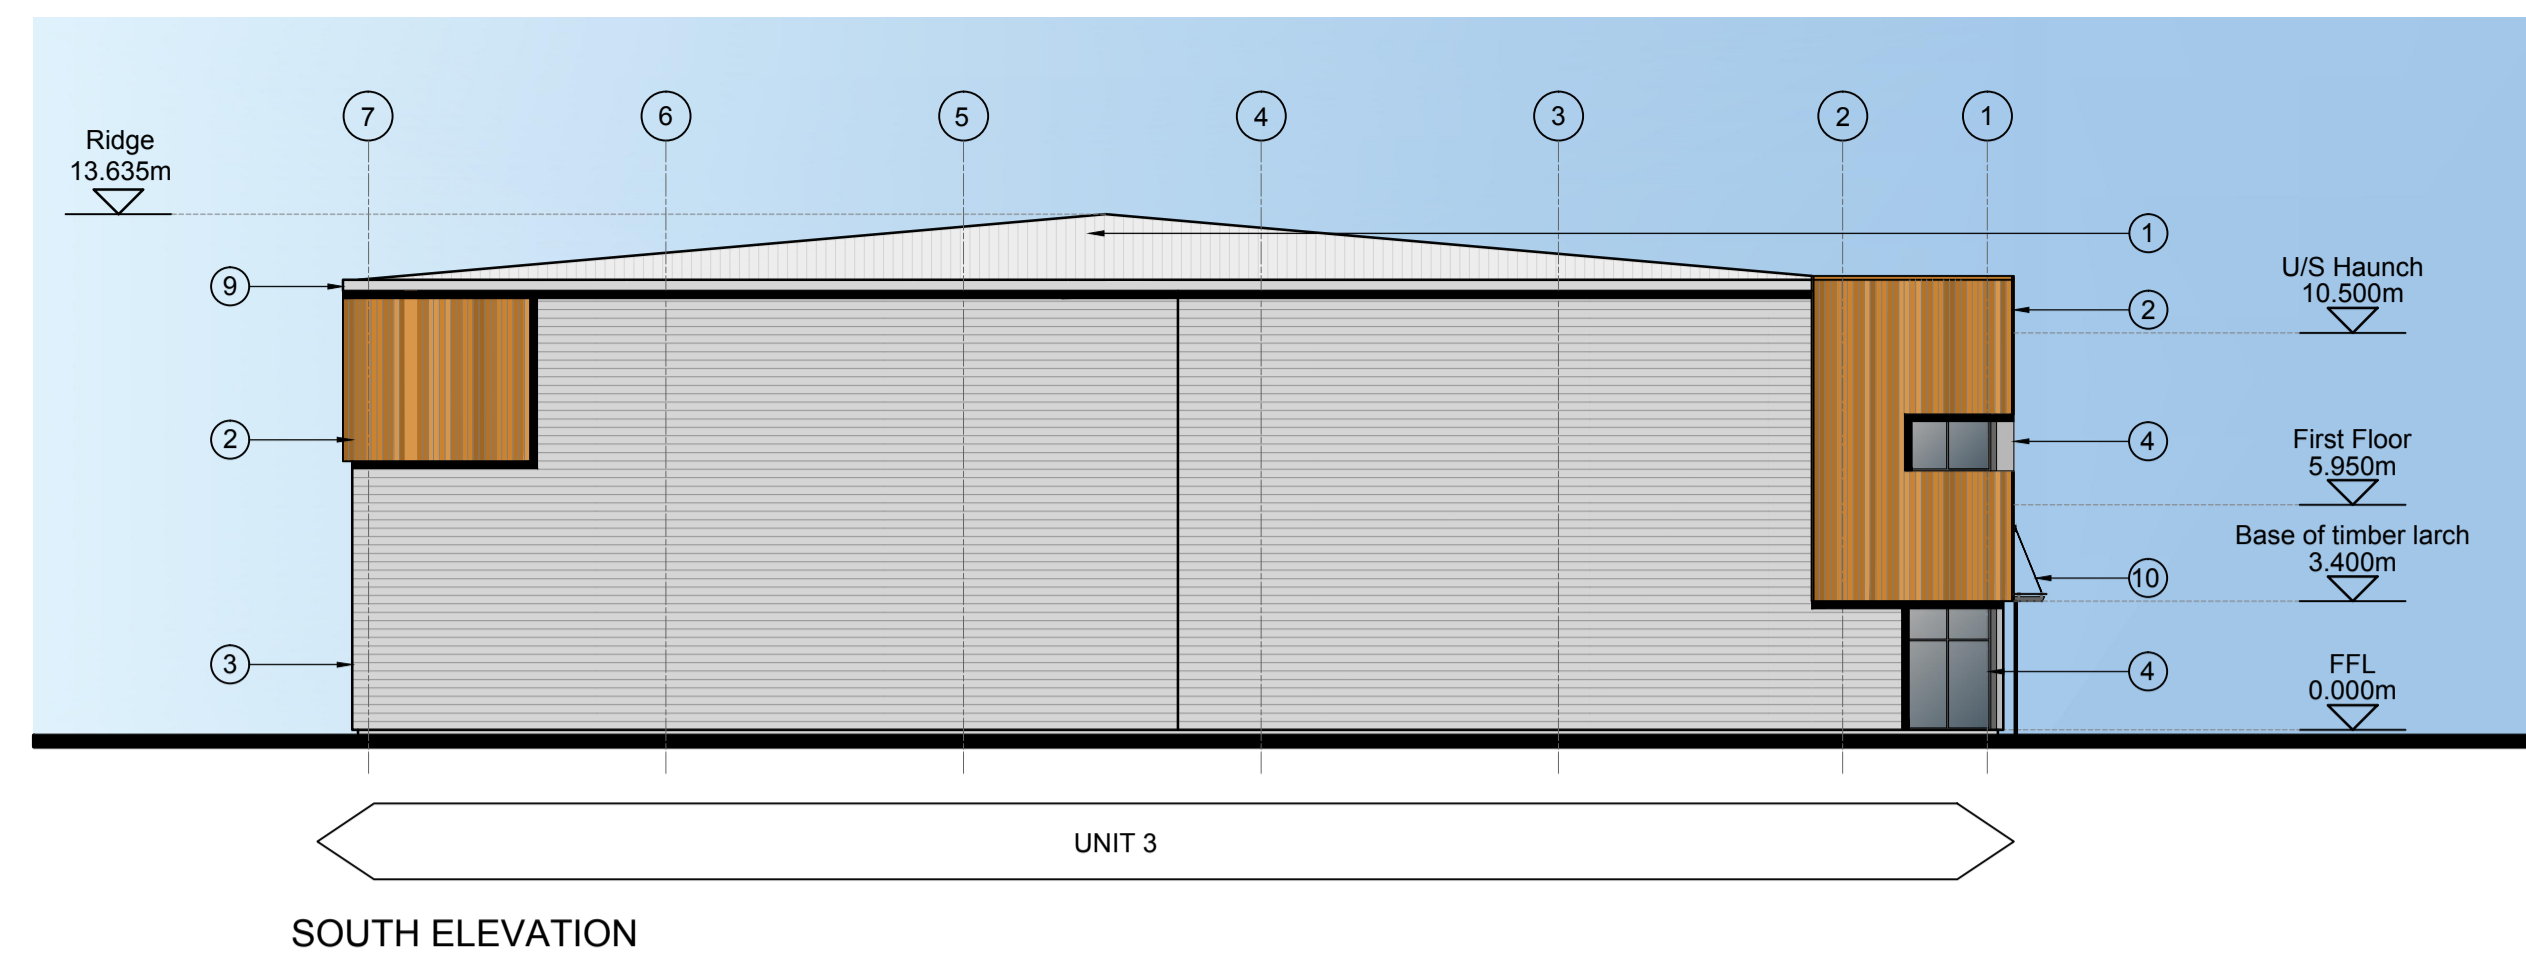 7
6
5
4
3
2
1
Ridge
13.635m
1
U/S Haunch
10.500m
9
2
2
4
First Floor
5.950m
Base of timber larch
3.400m
10
3
4
FFL
0.000m
UNIT 3
SOUTH ELEVATION